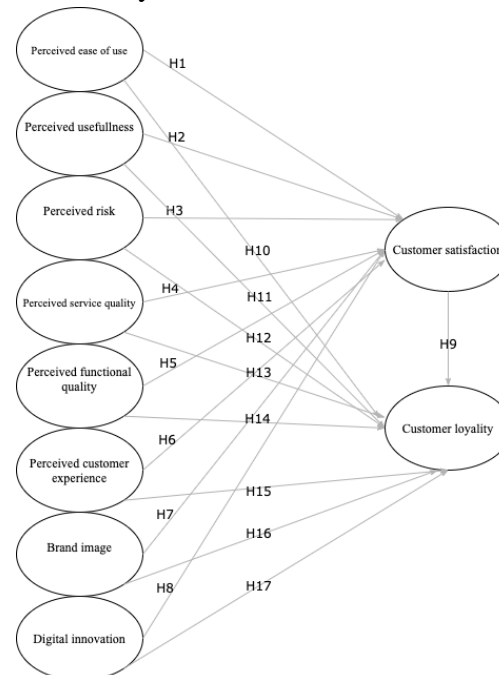 Perceived ease of use
H1
Perceived usefullness
H2
Perceived risk
H3
Customer satisfaction
H10
Perceived service quality
H4
H11
H12
H9
Perceived functional
quality
H5
H13
H14
Customer loyality
H6
Perceived customer
experience
H15
H7
Brand image
H16
H8
H17
Digital innovation